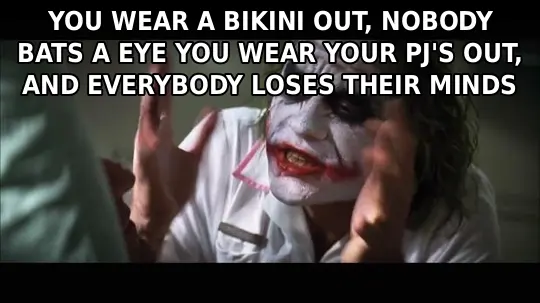 YOU WEAR A BIKINI OUT, NOBODY
BATS A EYE YOU WEAR YOUR PJ'S OUT,
AND EVERYBODY LOSES THEIR MINDS